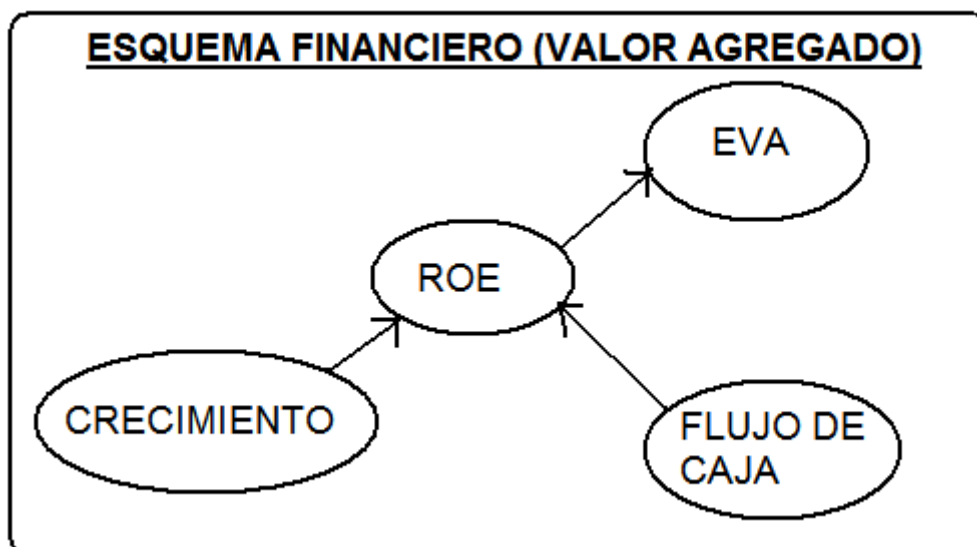 ESQUEMA FINANCIERO (VALOR AGREGADO)
EVA
ROE
CRECIMIENTO
FLUJO DE
CAJA